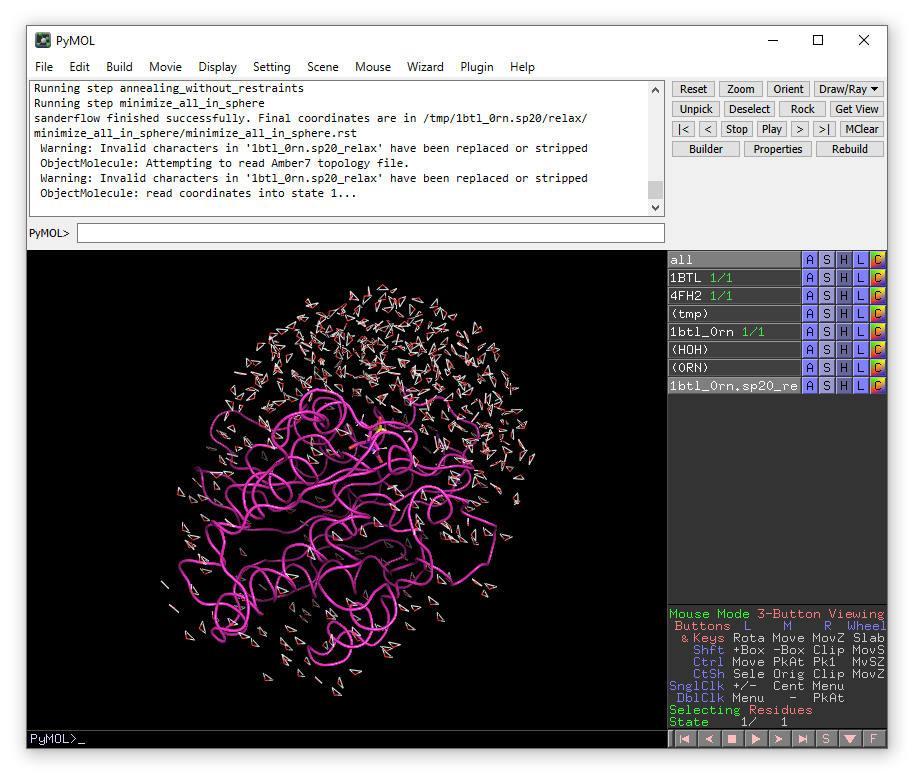 PyMOL
File Edit Build Movie Display Setting Scene Mouse Wizard Plugin Help
Running step annealing_without_restraints
Running step minimize_all_in_sphere
sanderflow finished successfully. Final coordinates are in /tmp/1btl_0rn.sp20/relax/
minimize_all_in_sphere/minimize_all_in_sphere.rst
Warning: Invalid characters in '1btl_0rn.sp20_relax' have been replaced or stripped
ObjectMolecule: Attempting to read Amber7 topology file.
Warning: Invalid characters in '1btl_0rn.sp20_relax' have been replaced or stripped
ObjectMolecule: read coordinates into state 1...
PyMOL>
Reset Zoom Orient Draw/Ray
Unpick Deselect Rock Get View
|< < Stop Play > >| MClear
Builder Properties Rebuild
all A S H L C
1BTL 1/1 A S H L C
4FH2 1/1 A S H L C
(tmp) A S H L C
1btl_0rn 1/1 A S H L C
(HOH) A S H L C
(0RN) A S H L C
1btl_0rn.sp20_re A S H L C
Mouse Mode 3-Button Viewing
Buttons L M R Wheel
& Keys Rota Move MovZ Slab
Shft +Box -Box Clip MovS
Ctrl Move PkAt Pk1 MvSZ
CtSh Sele Orig Clip MovZ
SnglClk +/- Cent Menu
DblClk Menu - PkAt
Selecting Residues
State 1/ 1
PyMOL>_
S F